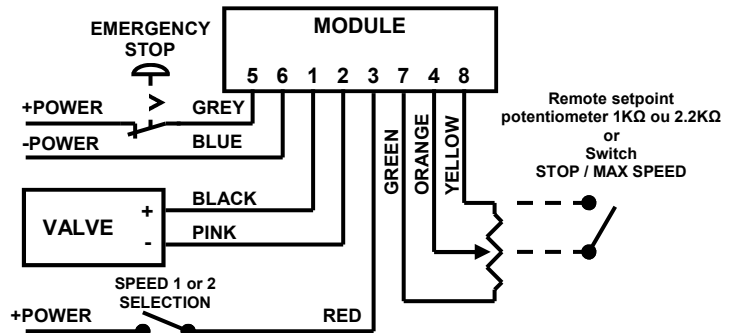 EMERGENCY
STOP
MODULE
5 6 1 2 3 7 4 8
+POWER
GREY
-POWER
BLUE
GREEN
ORANGE
YELLOW
Remote setpoint
potentiometer 1KΩ ou 2.2KΩ
or
Switch
STOP / MAX SPEED
VALVE
+
-
BLACK
PINK
SPEED 1 or 2
SELECTION
+POWER
RED